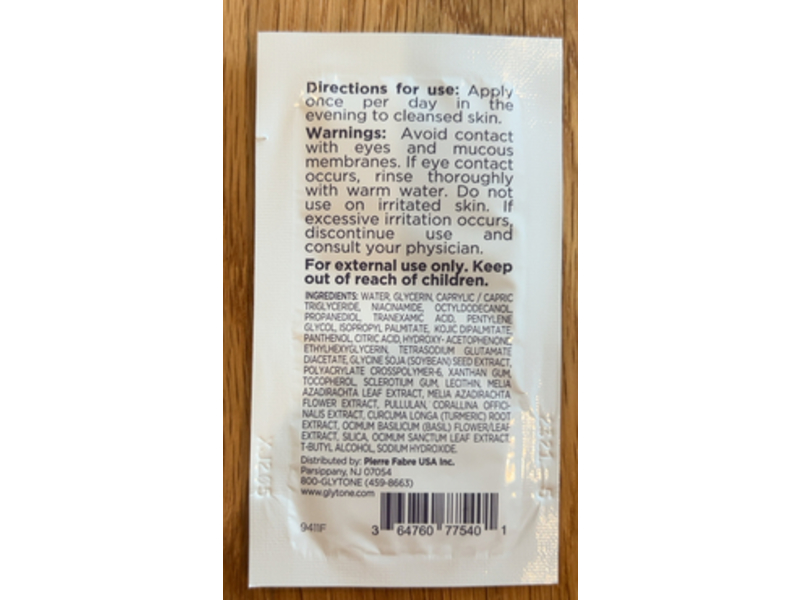 Directions for use: Apply
once per day in the
evening to cleansed skin.
Warnings: Avoid contact
with eyes and mucous
membranes. If eye contact
occurs, rinse thoroughly
with warm water. Do not
use on irritated skin. If
excessive irritation occurs,
discontinue use and
consult your physician.
For external use only. Keep
out of reach of children.
INGREDIENTS: WATER, GLYCERIN, CAPRYLIC / CAPRIC
TRIGLYCERIDE, NIACINAMIDE, OCTYLDODECANOL,
PROPANEDIOL, TRANEXAMIC ACID, PENTYLENE
GLYCOL, ISOPROPYL PALMITATE, KOJIC DIPALMITATE,
PANTHENOL, CITRIC ACID, HYDROXY- ACETOPHENONE,
ETHYLHEXYGLYCERIN, TETRASODIUM GLUTAMATE
DIACETATE, GLYCINE SOJA (SOYBEAN) SEED EXTRACT,
POLYACRYLATE CROSSPOLYMER-6, XANTHAN GUM,
TOCOPHEROL, SCLEROTIUM GUM, LECITHIN, MELIA
AZADIRACHTA LEAF EXTRACT, MELIA AZADIRACHTA
FLOWER EXTRACT, PULLULAN, CORALLINA OFFICI-
NALIS EXTRACT, CURCUMA LONGA (TURMERIC) ROOT
EXTRACT, OCIMUM BASILICUM (BASIL) FLOWER/LEAF
EXTRACT, SILICA, OCIMUM SANCTUM LEAF EXTRACT,
T-BUTYL ALCOHOL, SODIUM HYDROXIDE.
Distributed by: Pierre Fabre USA Inc.
Parsippany, NJ 07054
800-GLYTONE (459-8663)
www.glytone.com
9411F
3 64760 77540 1